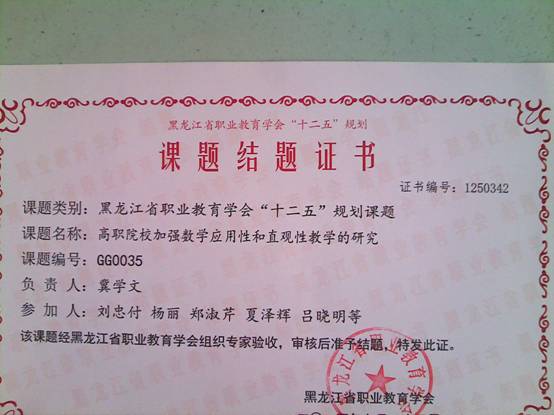 黑龙江省职业教育学会“十二五”规划
课题结题证书
证书编号：1250342
课题类别：黑龙江省职业教育学会“十二五”规划课题
课题名称：高职院校加强数学应用性和直观性教学的研究
课题编号：GG0035
负责人：冀学文
参加人：刘忠付 杨丽 郑淑芹 夏泽辉 吕晓明等
该课题经黑龙江省职业教育学会组织专家验收，审核后准予结题，特发此证。
黑龙江省职业教育学会